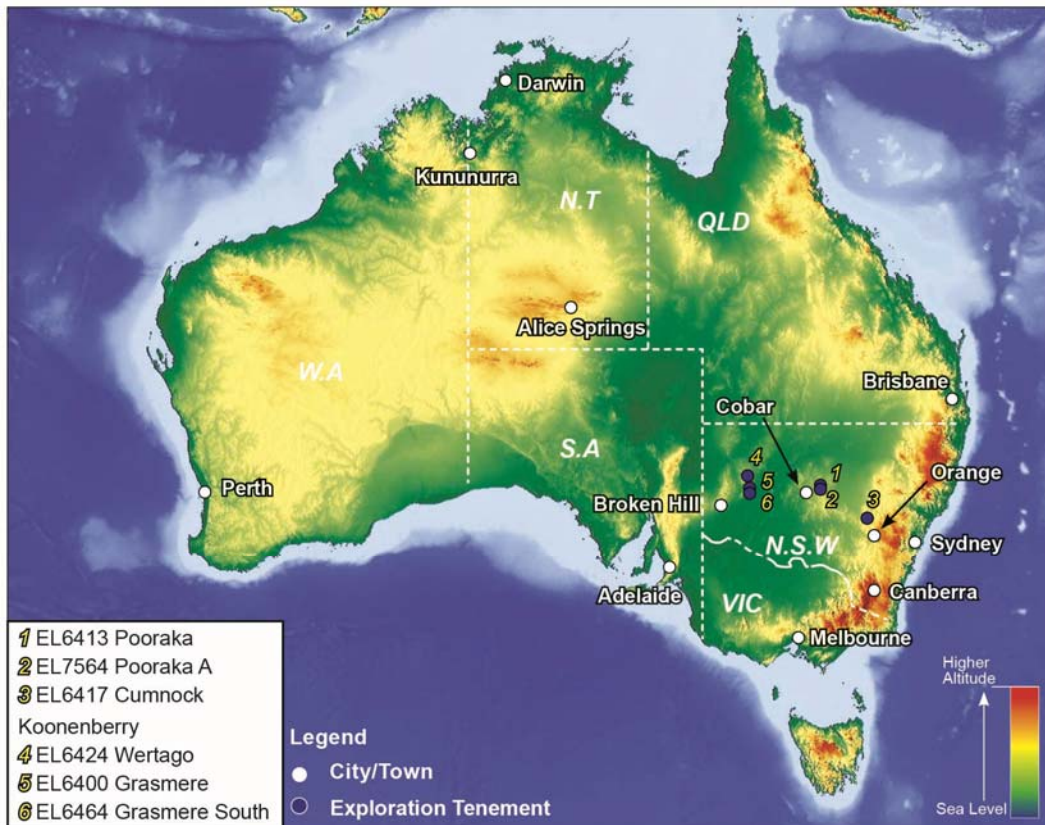 Darwin
Kununurra
N.T
QLD
Alice Springs
W.A
Brisbane
Cobar
S.A
4
5
6
1
2
3
Orange
Perth
Broken Hill
N.S.W
Sydney
Adelaide
VIC
Canberra
Melbourne
1 EL6413 Pooraka
2 EL7564 Pooraka A
3 EL6417 Cumnock
Koonenberry
4 EL6424 Wertago
5 EL6400 Grasmere
6 EL6464 Grasmere South
Legend
City/Town
Exploration Tenement
Higher
Altitude
Sea Level